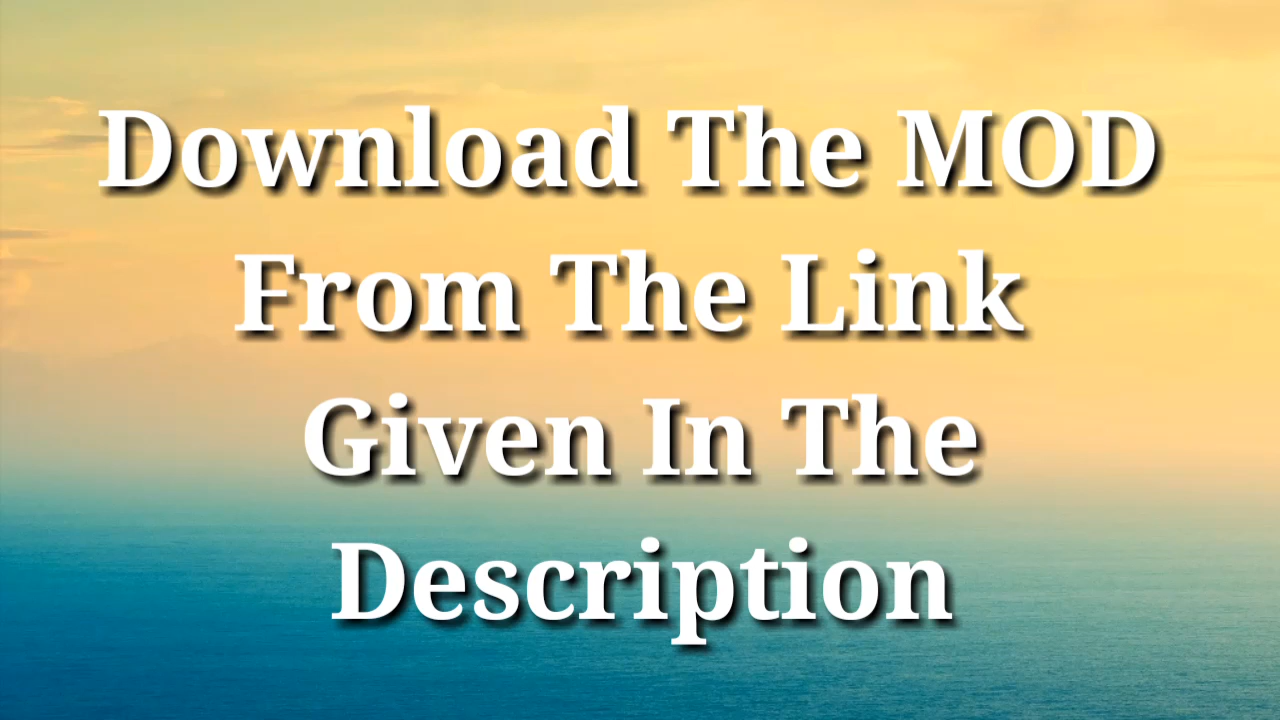 Download The MOD
From The Link
Given In The
Description